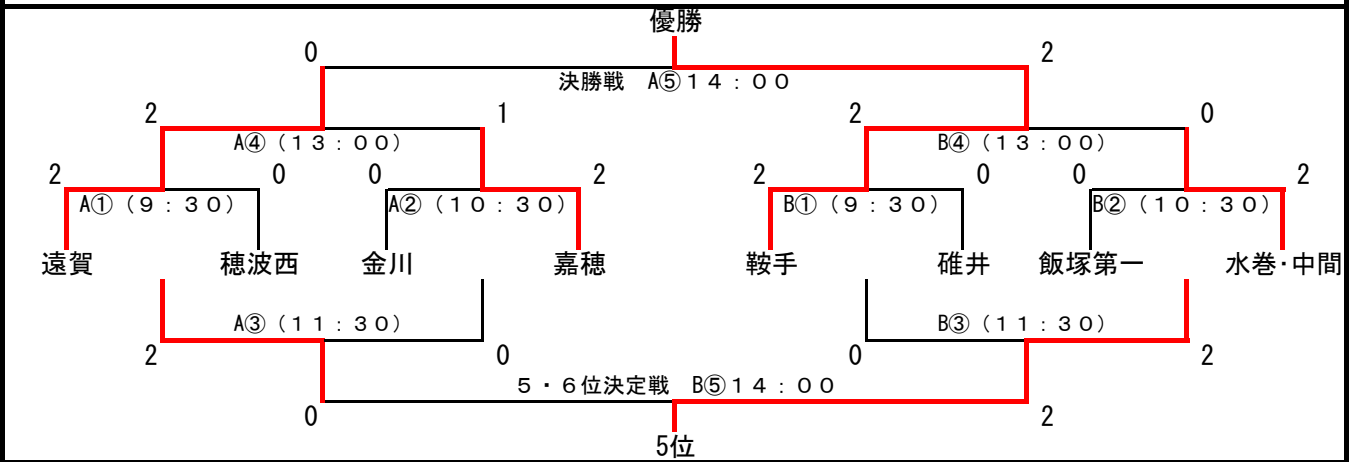 優勝
0 2
決勝戦 A⑤14:00
2 1 2 0
A④(13:00) B④(13:00)
2 0 0 2 2 0 0 2
A①(9:30) A②(10:30) B①(9:30) B②(10:30)
遠賀 穂波西 金川 嘉穂 鞍手 碓井 飯塚第一 水巻・中間
A③(11:30) B③(11:30)
2 0 0 2
5・6位決定戦 B⑤14:00
0 2
5位